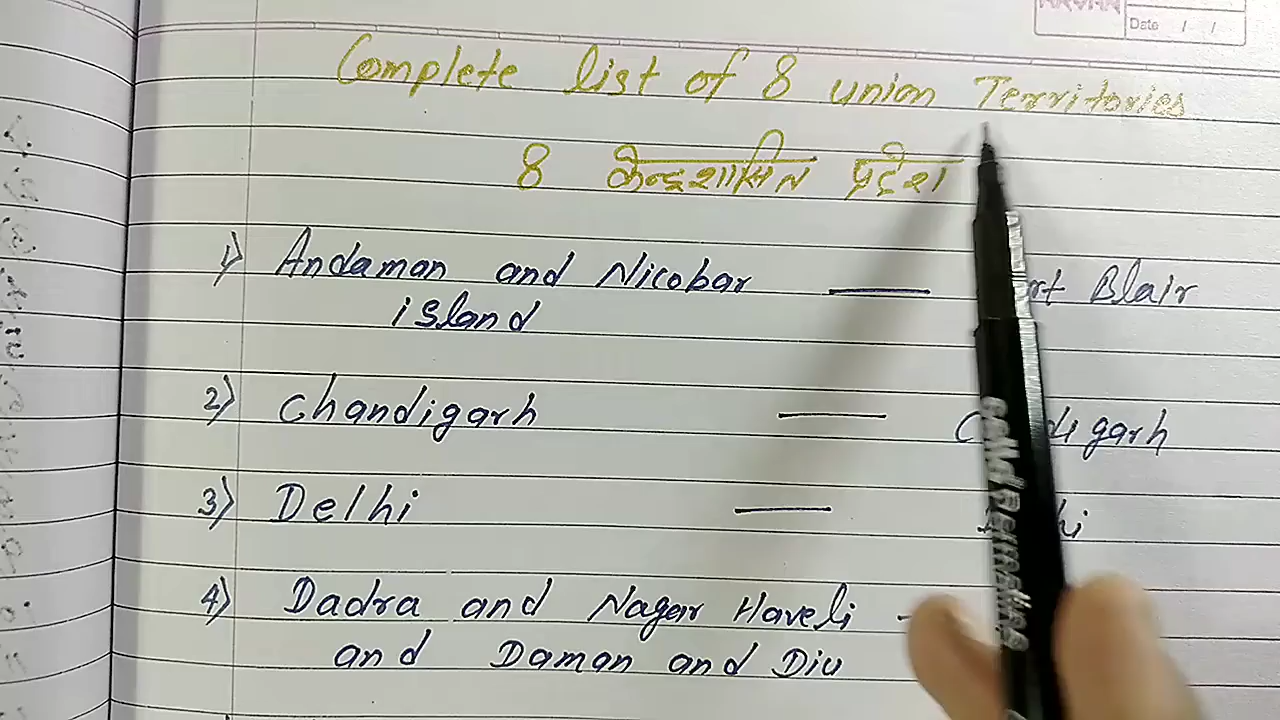 Date / /
Complete list of 8 union Territories
8 केन्द्रशासित प्रदेश
1) Andaman and Nicobar — Blair
island
2) Chandigarh —
3) Delhi —
4) Dadra and Nagar Haveli -
and Daman and Diu